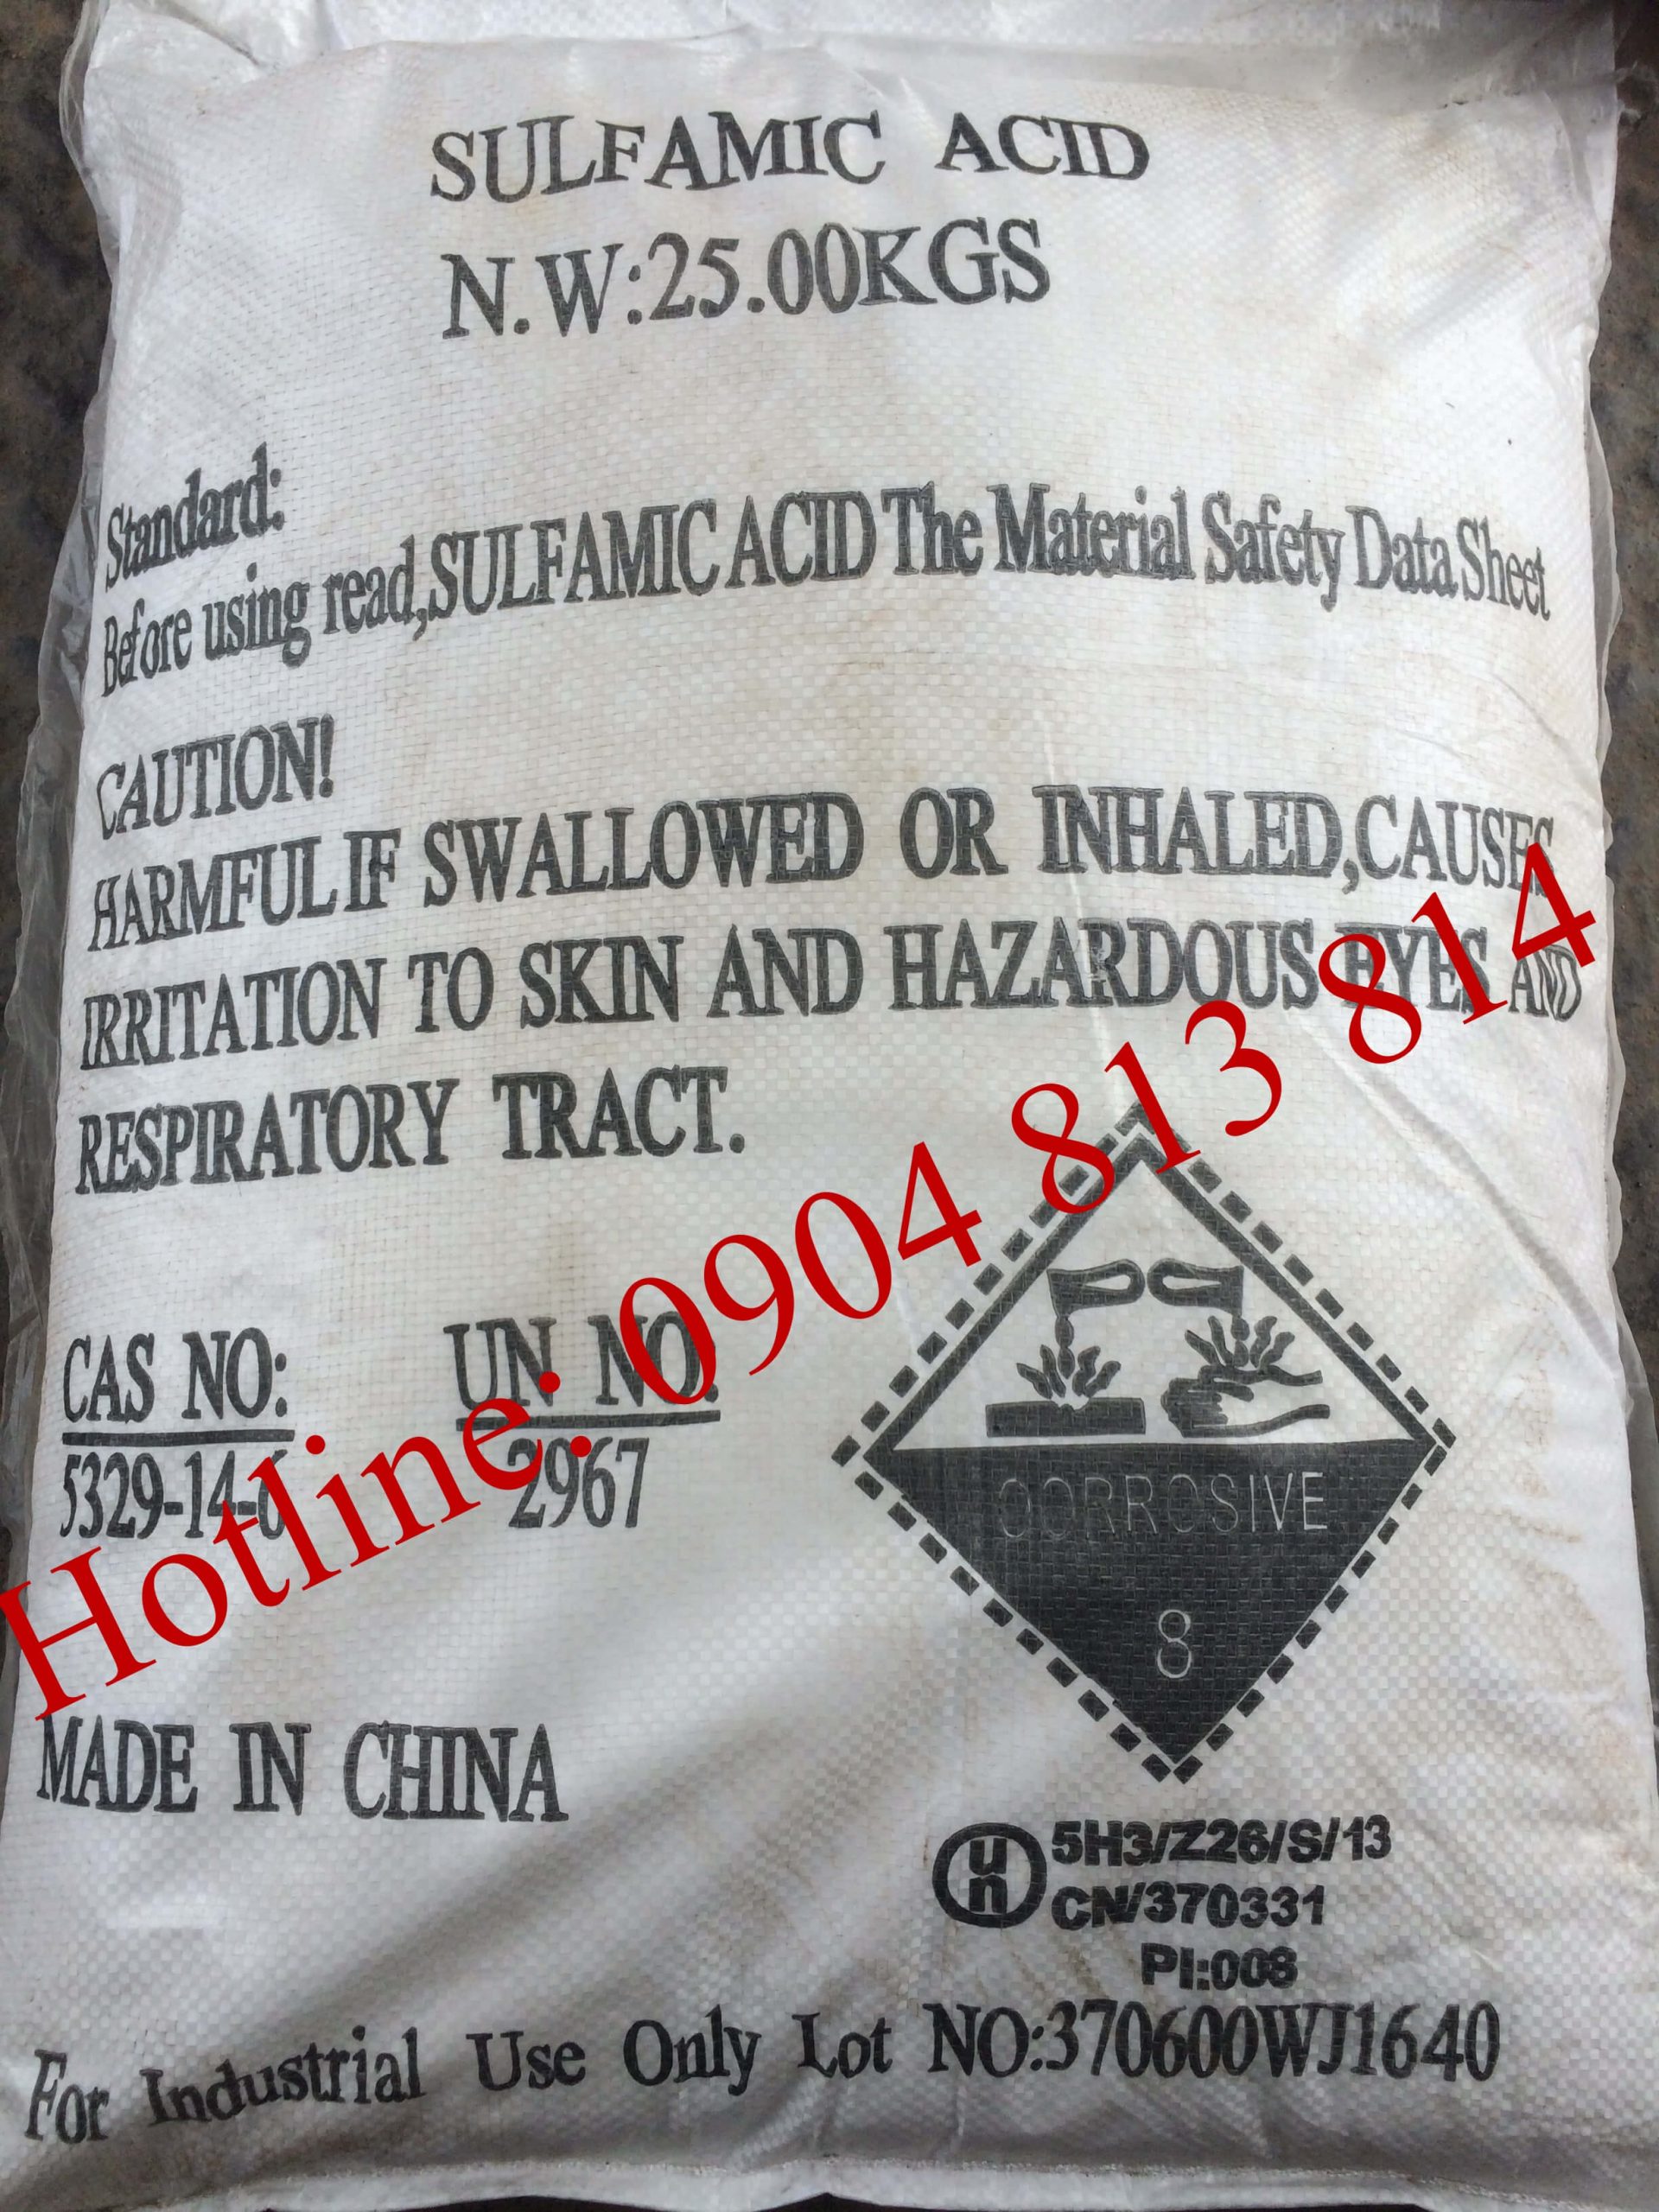 SULFAMIC ACID
N.W:25.00KGS
Standard:
Before using read,SULFAMIC ACID The Material Safety Data Sheet
CAUTION!
HARMFUL IF SWALLOWED OR INHALED,CAUSES
IRRITATION TO SKIN AND HAZARDOUS EYES AND
RESPIRATORY TRACT.
CAS NO: UN NO:
5329-14-6 2967
Hotline: 0904 813 814
CORROSIVE
8
MADE IN CHINA
un 5H3/Z26/S/13
CN/370331
PI:008
For Industrial Use Only Lot NO:370600WJ1640